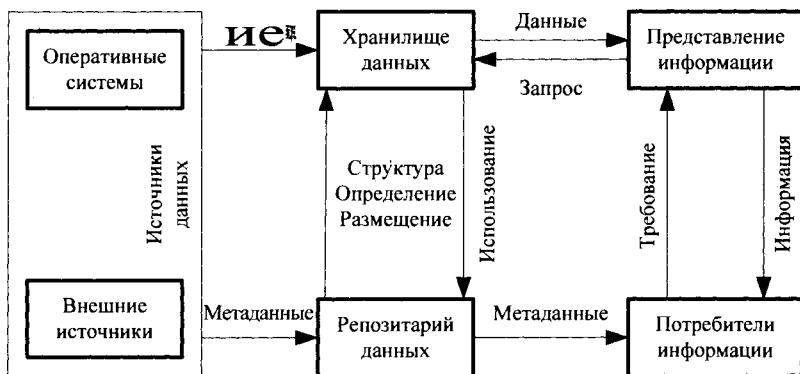 Оперативные
системы
Хранилище
данных
Данные
Запрос
Представление
информации
Источники
данных
Структура
Определение
Размещение
Использование
Требование
Информация
Внешние
источники
Метаданные
Репозитарий
данных
Метаданные
Потребители
информации